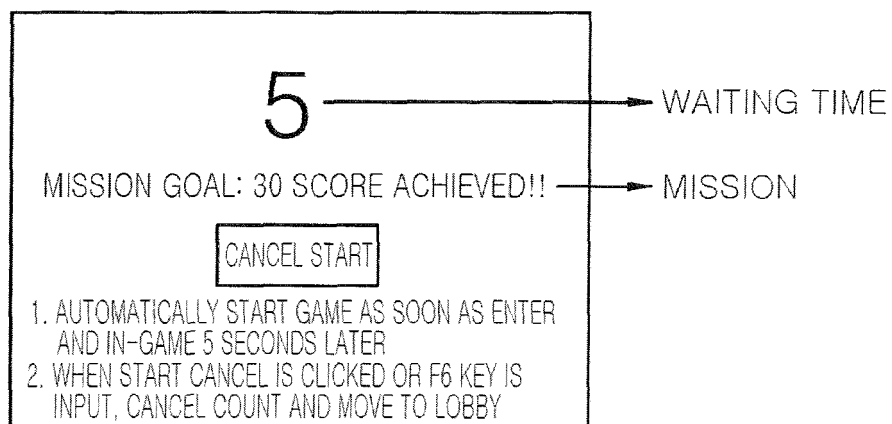 5 WAITING TIME
MISSION GOAL: 30 SCORE ACHIEVED!! MISSION
CANCEL START
1. AUTOMATICALLY START GAME AS SOON AS ENTER
AND IN-GAME 5 SECONDS LATER
2. WHEN START CANCEL IS CLICKED OR F6 KEY IS
INPUT, CANCEL COUNT AND MOVE TO LOBBY